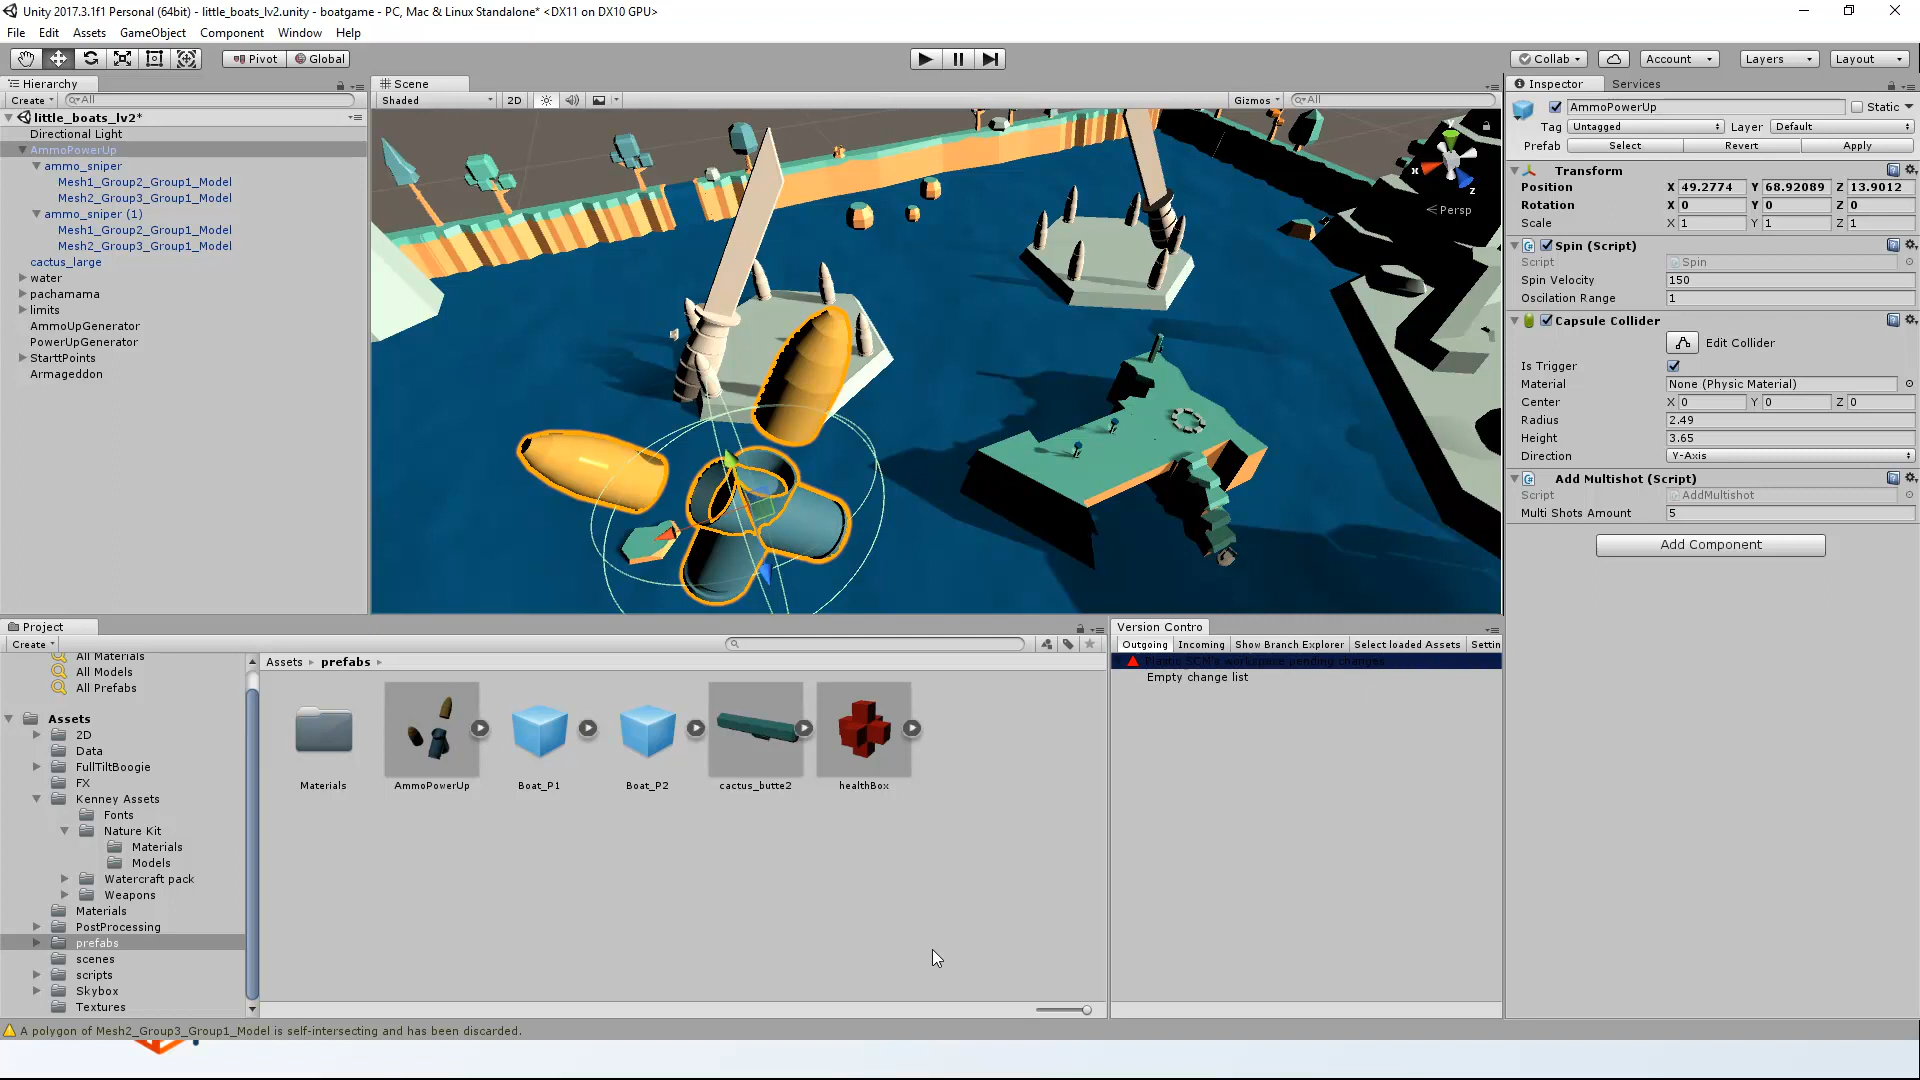 Unity 2017.3.1f1 Personal (64bit) - little_boats_lv2.unity - boatgame - PC, Mac & Linux Standalone* <DX11 on DX10 GPU>
File Edit Assets GameObject Component Window Help
Pivot Global Collab Account Layers Layout
Hierarchy
Create All
little_boats_lv2*
Directional Light
AmmoPowerUp
ammo_sniper
Mesh1_Group2_Group1_Model
Mesh2_Group3_Group1_Model
ammo_sniper (1)
Mesh1_Group2_Group1_Model
Mesh2_Group3_Group1_Model
cactus_large
water
pachamama
limits
AmmoUpGenerator
PowerUpGenerator
StarttPoints
Armageddon
Scene
Shaded 2D Gizmos All
y
x
z
Persp
Inspector Services
AmmoPowerUp Static
Tag Untagged Layer Default
Prefab Select Revert Apply
Transform
Position X 49.2774 Y 68.92089 Z 13.9012
Rotation X 0 Y 0 Z 0
Scale X 1 Y 1 Z 1
Spin (Script)
Script Spin
Spin Velocity 150
Oscilation Range 1
Capsule Collider
Edit Collider
Is Trigger
Material None (Physic Material)
Center X 0 Y 0 Z 0
Radius 2.49
Height 3.65
Direction Y-Axis
Add Multishot (Script)
Script AddMultishot
Multi Shots Amount 5
Add Component
Project
Create
All Materials
All Models
All Prefabs
Assets
2D
Data
FullTiltBoogie
FX
Kenney Assets
Fonts
Nature Kit
Materials
Models
Watercraft pack
Weapons
Materials
PostProcessing
prefabs
scenes
scripts
Skybox
Textures
Assets prefabs
Materials AmmoPowerUp Boat_P1 Boat_P2 cactus_butte2 healthBox
Version Contro
Outgoing Incoming Show Branch Explorer Select loaded Assets Settin
Plastic SCM's workspace pending changes
Empty change list
A polygon of Mesh2_Group3_Group1_Model is self-intersecting and has been discarded.